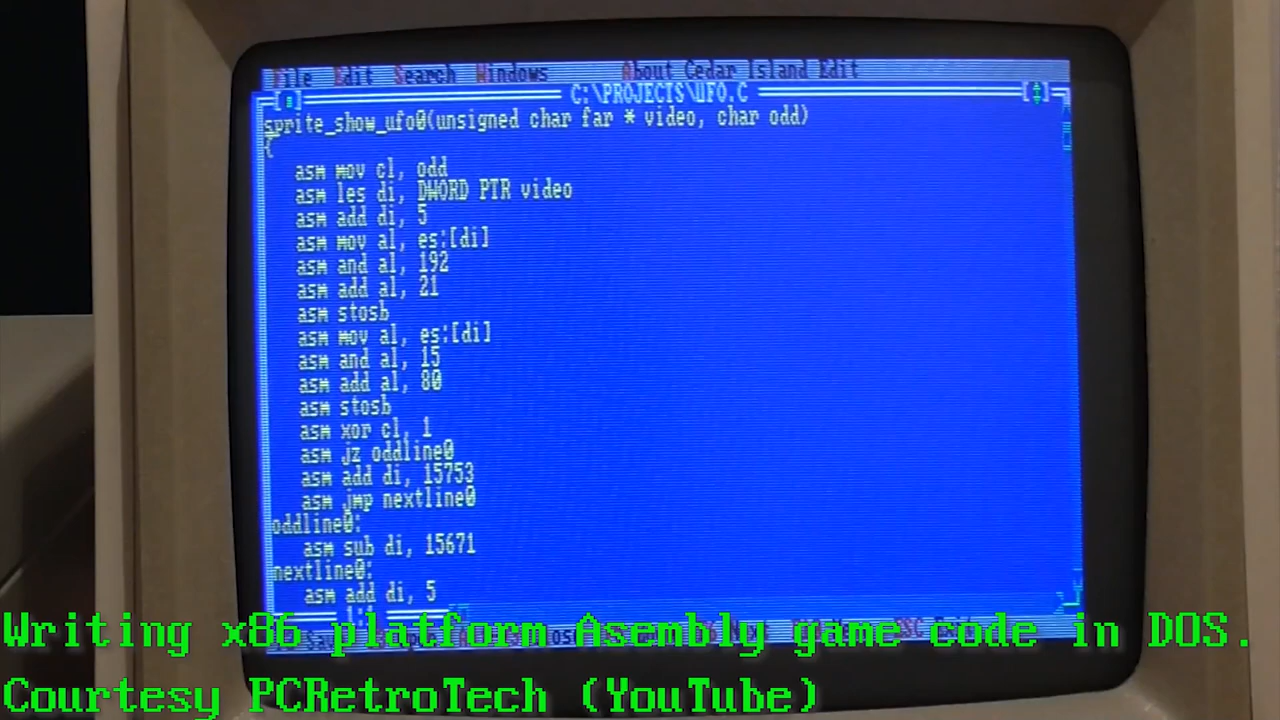 File Edit Search Windows About Cedar Island Edit
C:\PROJECTS\UFO.C
sprite_show_ufo0(unsigned char far * video, char odd)
{
asm mov cl, odd
asm les di, DWORD PTR video
asm add di, 5
asm mov al, es:[di]
asm and al, 192
asm add al, 21
asm stosb
asm mov al, es:[di]
asm and al, 15
asm add al, 80
asm stosb
asm xor cl, 1
asm jz oddline0
asm add di, 15753
asm jmp nextline0
oddline0:
asm sub di, 15671
nextline0:
asm add di, 5
1:1
Writing x86 platform Asembly game code in DOS.
Courtesy PCRetroTech (YouTube)